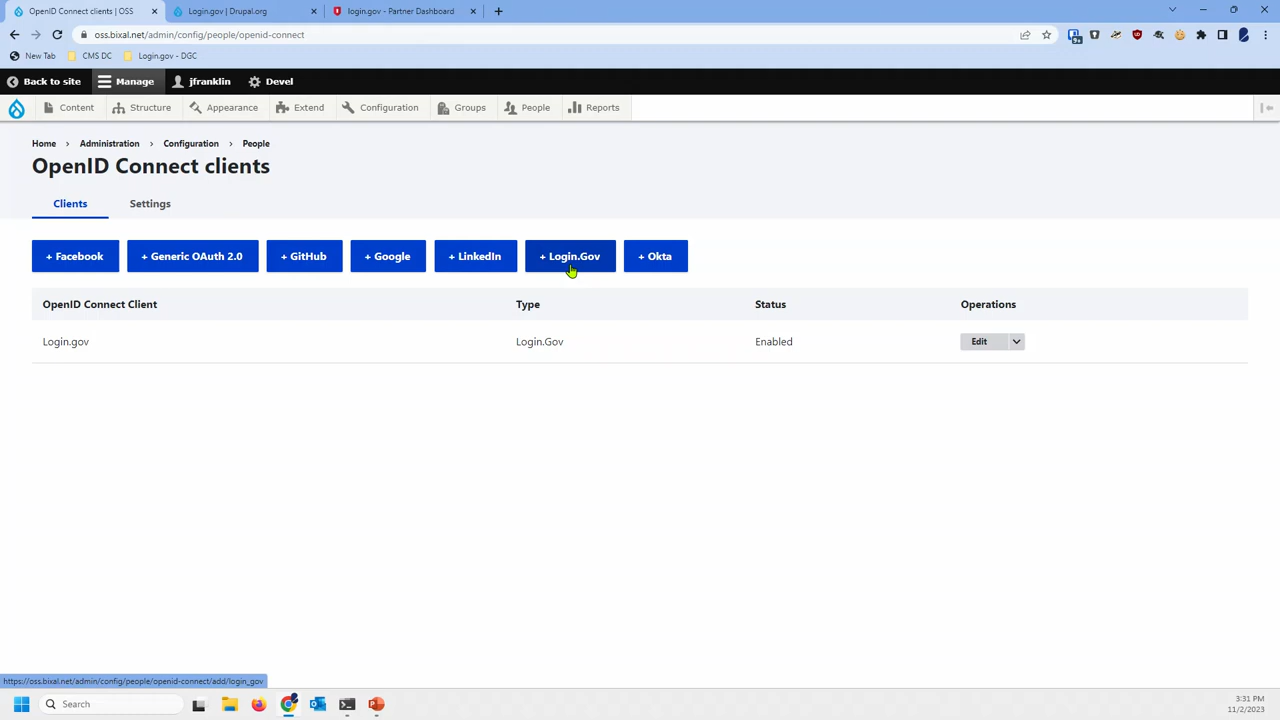 OpenID Connect clients | OSS
Login.gov | Drupal.org
login.gov - Partner Dashboard
oss.bixal.net/admin/config/people/openid-connect
New Tab
CMS DC
Login.gov - DGC
Back to site
Manage
jfranklin
Devel
Content
Structure
Appearance
Extend
Configuration
Groups
People
Reports
Home > Administration > Configuration > People
OpenID Connect clients
Clients
Settings
+ Facebook
+ Generic OAuth 2.0
+ GitHub
+ Google
+ LinkedIn
+ Login.Gov
+ Okta
OpenID Connect Client Type Status Operations
Login.gov Login.Gov Enabled Edit
https://oss.bixal.net/admin/config/people/openid-connect/add/login_gov
Search
3:31 PM
11/2/2023